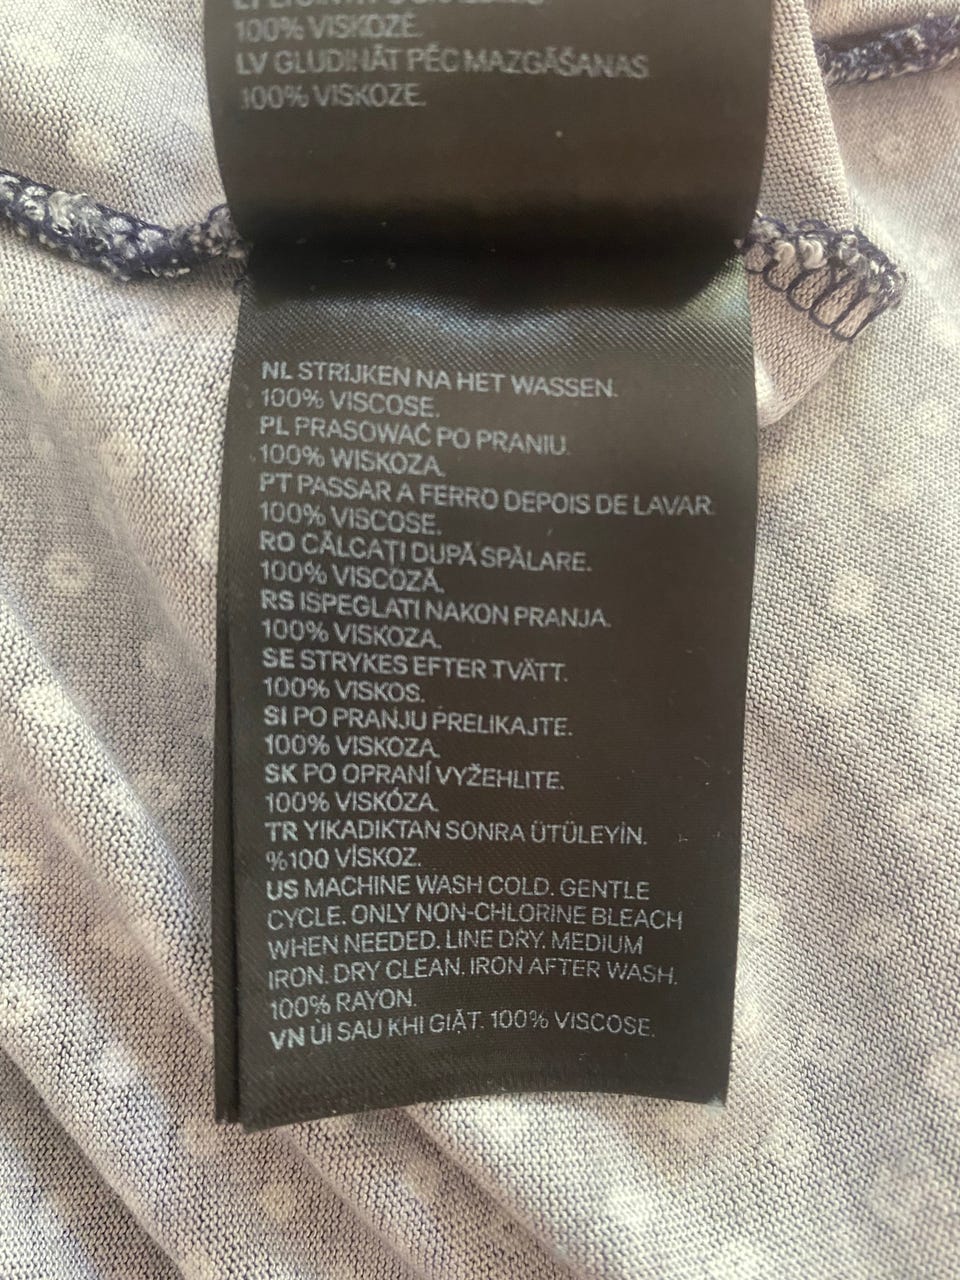 100% VISKOZE.
LV GLUDINĀT PĒC MAZGĀŠANAS
100% VISKOZE.
NL STRIJKEN NA HET WASSEN.
100% VISCOSE.
PL PRASOWAĆ PO PRANIU.
100% WISKOZA.
PT PASSAR A FERRO DEPOIS DE LAVAR.
100% VISCOSE.
RO CĂLCAȚI DUPĂ SPĂLARE.
100% VISCOZĂ.
RS ISPEGLATI NAKON PRANJA.
100% VISKOZA.
SE STRYKES EFTER TVÄTT.
100% VISKOS.
SI PO PRANJU PRELIKAJTE.
100% VISKOZA.
SK PO OPRANÍ VYŽEHLITE.
100% VISKÓZA.
TR YIKADIKTAN SONRA ÜTÜLEYİN.
%100 VİSKOZ.
US MACHINE WASH COLD. GENTLE
CYCLE. ONLY NON-CHLORINE BLEACH
WHEN NEEDED. LINE DRY. MEDIUM
IRON. DRY CLEAN. IRON AFTER WASH.
100% RAYON.
VN ỦI SAU KHI GIẶT. 100% VISCOSE.